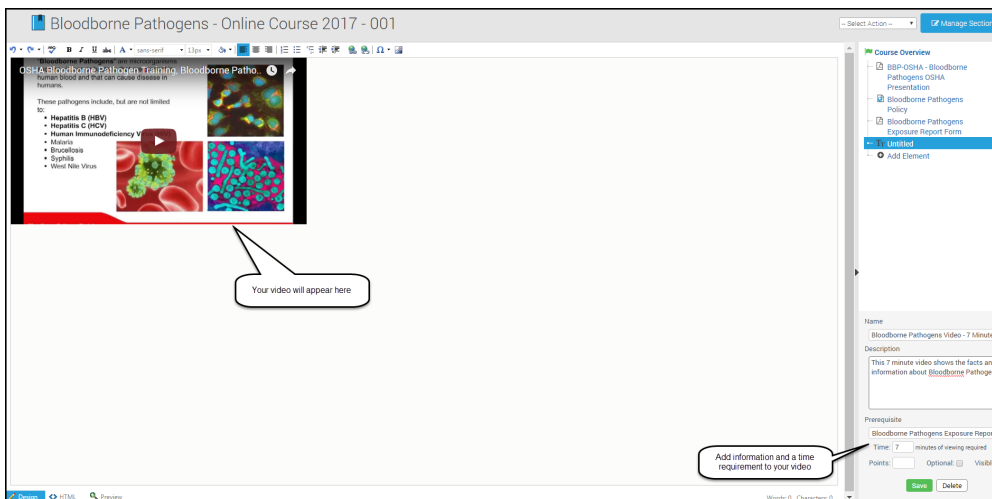 Bloodborne Pathogens - Online Course 2017 - 001
-- Select Action --
Manage Section
B I U abc A sans-serif 13px Ω
"Bloodborne Pathogens" are microorganisms
OSHA Bloodborne Pathogen Training, Bloodborne Patho...
human blood and that can cause disease in
humans.
These pathogens include, but are not limited
to:
• Hepatitis B (HBV)
• Hepatitis C (HCV)
• Human Immunodeficiency
• Malaria
• Brucellosis
• Syphilis
• West Nile Virus
Your video will appear here
Course Overview
BBP-OSHA - Bloodborne
Pathogens OSHA
Presentation
Bloodborne Pathogens
Policy
Bloodborne Pathogens
Exposure Report Form
Untitled
Add Element
Name
Bloodborne Pathogens Video - 7 Minute
Description
This 7 minute video shows the facts an
information about Bloodborne Pathoge
Prerequisite
Bloodborne Pathogens Exposure Repor
Time: 7 minutes of viewing required
Points: Optional: Visibl
Save Delete
Add information and a time
requirement to your video
Design HTML Preview
Words: 0 Characters: 0